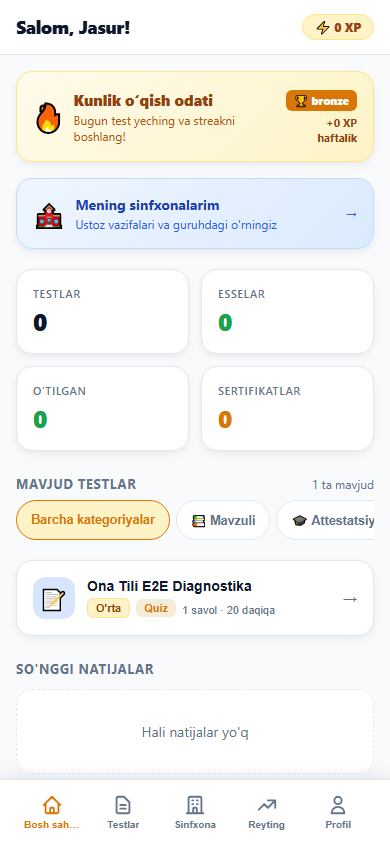 Salom, Jasur!
0 XP
Kunlik oʻqish odati
bronze
Bugun test yeching va streakni
boshlang!
+0 XP
haftalik
Mening sinfxonalarim
→
Ustoz vazifalari va guruhdagi o'rningiz
TESTLAR
0
ESSELAR
0
O'TILGAN
0
SERTIFIKATLAR
0
MAVJUD TESTLAR
1 ta mavjud
Barcha kategoriyalar
Mavzuli
Attestatsiy
Ona Tili E2E Diagnostika
O'rta
Quiz
1 savol · 20 daqiqa
→
SO'NGGI NATIJALAR
Hali natijalar yo'q
Bosh sah...
Testlar
Sinfxona
Reyting
Profil